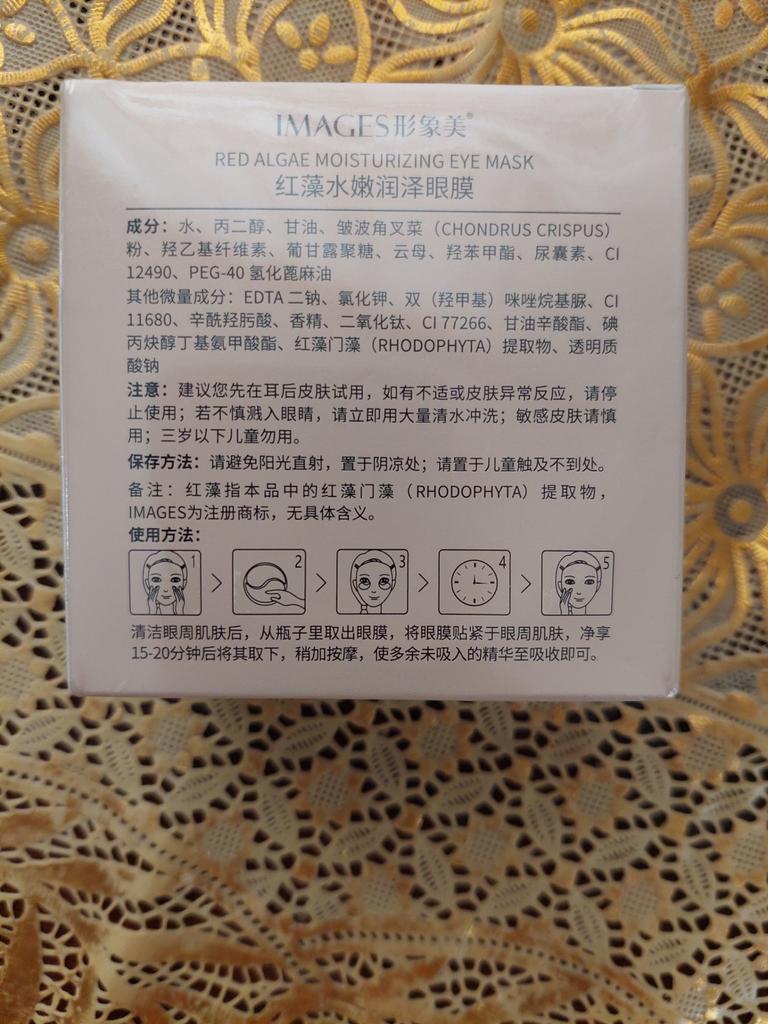 IMAGES形象美®
RED ALGAE MOISTURIZING EYE MASK
红藻水嫩润泽眼膜
成分：水、丙二醇、甘油、皱波角叉菜（CHONDRUS CRISPUS）
粉、羟乙基纤维素、葡甘露聚糖、云母、羟苯甲酯、尿囊素、CI
12490、PEG-40 氢化蓖麻油
其他微量成分：EDTA 二钠、氯化钾、双（羟甲基）咪唑烷基脲、CI
11680、辛酰羟肟酸、香精、二氧化钛、CI 77266、甘油辛酸酯、碘
丙炔醇丁基氨甲酸酯、红藻门藻（RHODOPHYTA）提取物、透明质
酸钠
注意：建议您先在耳后皮肤试用，如有不适或皮肤异常反应，请停
止使用；若不慎溅入眼睛，请立即用大量清水冲洗；敏感皮肤请慎
用；三岁以下儿童勿用。
保存方法：请避免阳光直射，置于阴凉处；请置于儿童触及不到处。
备注：红藻指本品中的红藻门藻（RHODOPHYTA）提取物，
IMAGES为注册商标，无具体含义。
使用方法：
1 2 3 4 5
清洁眼周肌肤后，从瓶子里取出眼膜，将眼膜贴紧于眼周肌肤，净享
15-20分钟后将其取下，稍加按摩，使多余未吸入的精华至吸收即可。